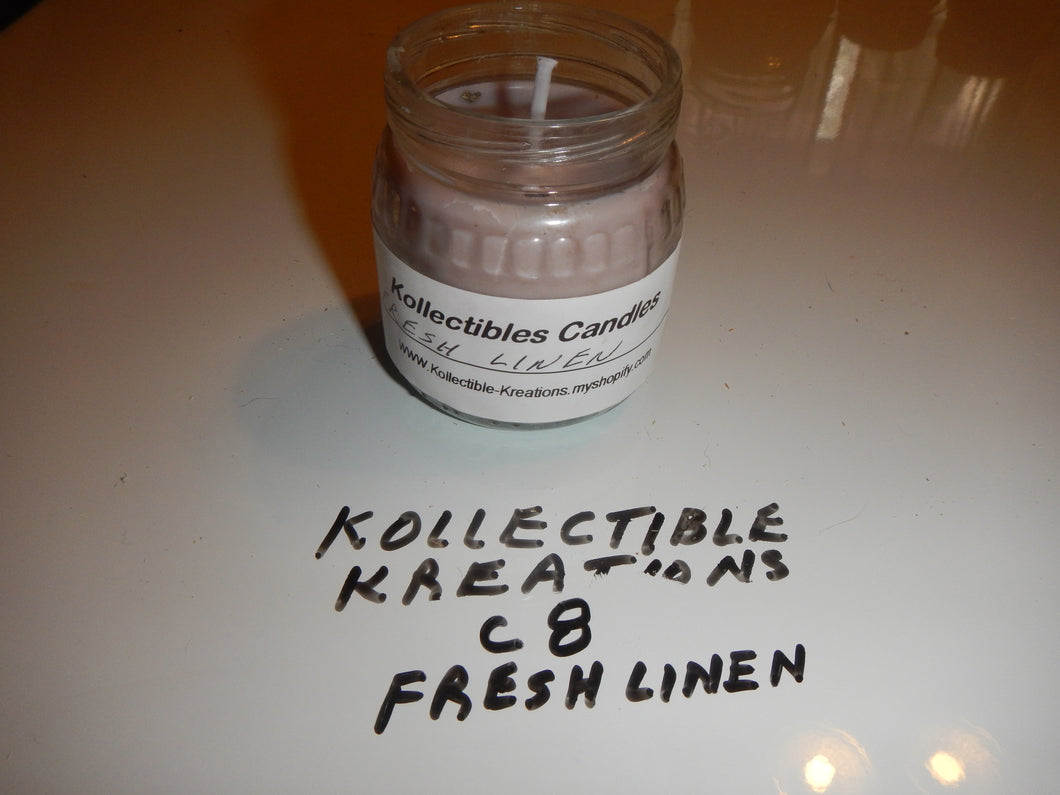 Kollectibles Candles
FRESH LINEN
www.Kollectible-Kreations.myshopify.com
KOLLECTIBLE
KREATIONS
C8
FRESH LINEN